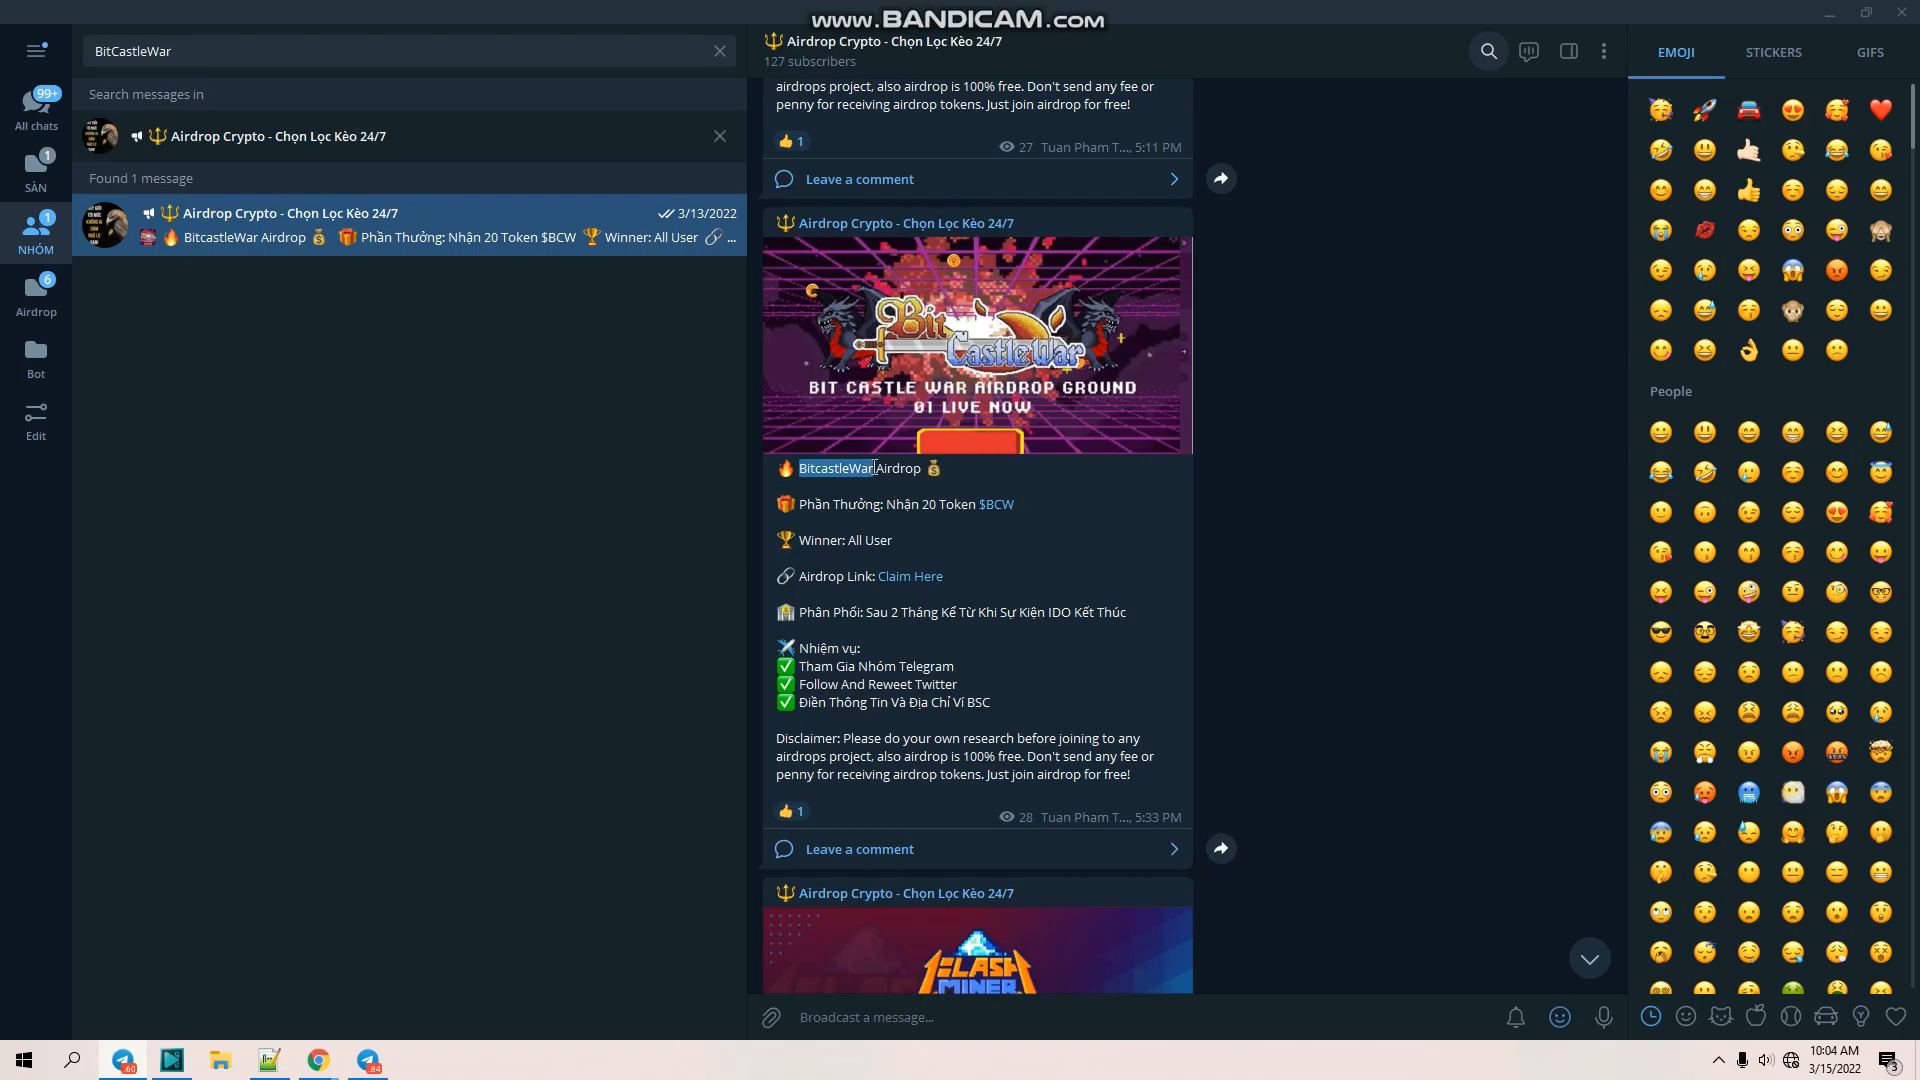 www.BANDICAM.com
BitCastleWar
Search messages in
Airdrop Crypto - Chọn Lọc Kèo 24/7
Found 1 message
Airdrop Crypto - Chọn Lọc Kèo 24/7 3/13/2022
BitcastleWar Airdrop Phần Thưởng: Nhận 20 Token $BCW Winner: All User ...
99+
All chats
1
SÀN
1
NHÓM
6
Airdrop
Bot
Edit
Airdrop Crypto - Chọn Lọc Kèo 24/7
127 subscribers
airdrops project, also airdrop is 100% free. Don't send any fee or
penny for receiving airdrop tokens. Just join airdrop for free!
1
27 Tuan Pham T..., 5:11 PM
Leave a comment
Airdrop Crypto - Chọn Lọc Kèo 24/7
Bit
CastleWar
BIT CASTLE WAR AIRDROP GROUND
01 LIVE NOW
BitcastleWar Airdrop
Phần Thưởng: Nhận 20 Token $BCW
Winner: All User
Airdrop Link: Claim Here
Phân Phối: Sau 2 Tháng Kể Từ Khi Sự Kiện IDO Kết Thúc
Nhiệm vụ:
Tham Gia Nhóm Telegram
Follow And Reweet Twitter
Điền Thông Tin Và Địa Chỉ Ví BSC
Disclaimer: Please do your own research before joining to any
airdrops project, also airdrop is 100% free. Don't send any fee or
penny for receiving airdrop tokens. Just join airdrop for free!
1
28 Tuan Pham T..., 5:33 PM
Leave a comment
Airdrop Crypto - Chọn Lọc Kèo 24/7
MINER
Broadcast a message...
EMOJI STICKERS GIFS
People
.60
.84
10:04 AM
3/15/2022
3